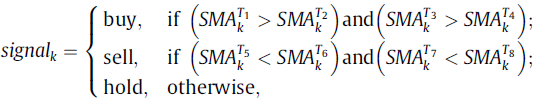 buy, if (SMA_k^{T_1} > SMA_k^{T_2}) and (SMA_k^{T_3} > SMA_k^{T_4});
signal_k = { sell, if (SMA_k^{T_5} < SMA_k^{T_6}) and (SMA_k^{T_7} < SMA_k^{T_8});
hold, otherwise,